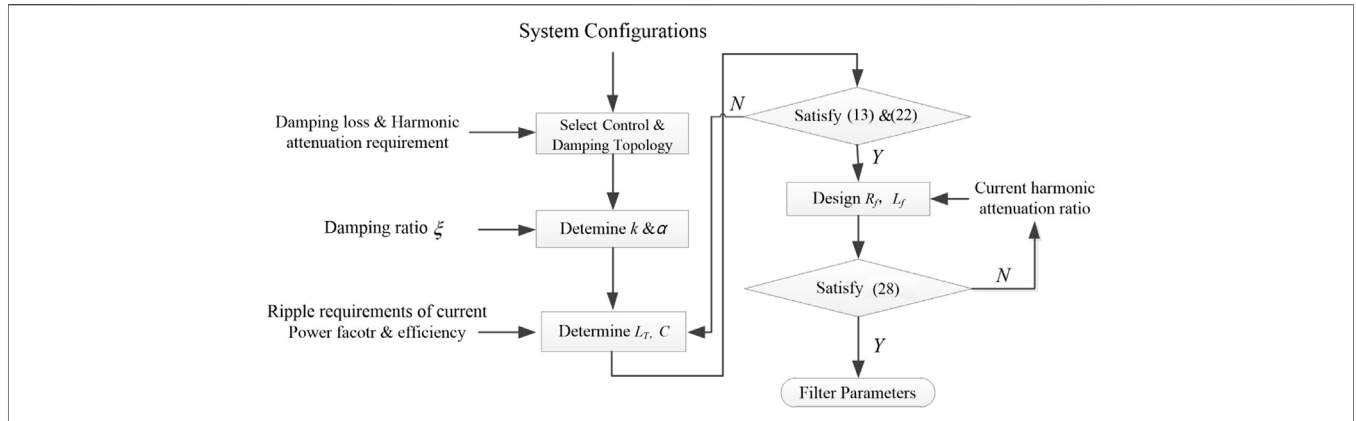 System Configurations
Damping loss & Harmonic
attenuation requirement
Select Control &
Damping Topology
Damping ratio ξ
Detemine k & α
Ripple requirements of current
Power facotr & efficiency
Determine L_T, C
N
Satisfy (13) &(22)
Y
Design R_f, L_f
Current harmonic
attenuation ratio
Satisfy (28)
N
Y
Filter Parameters